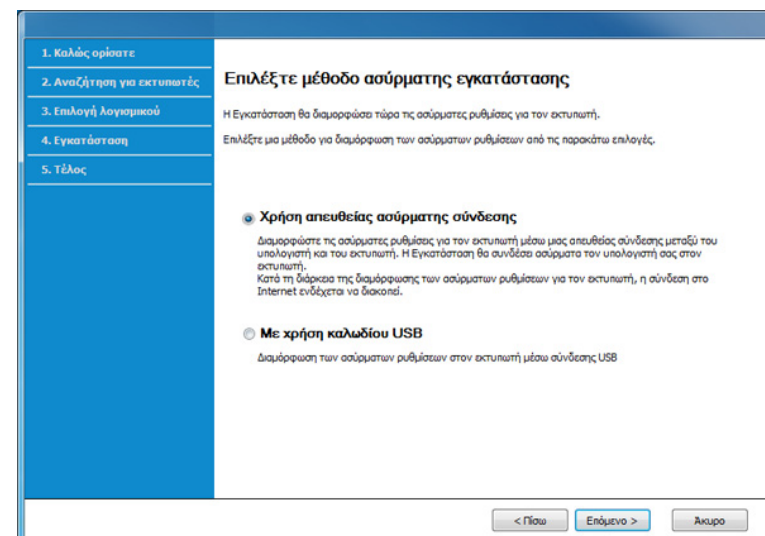 1. Καλώς ορίσατε
2. Αναζήτηση για εκτυπωτές
3. Επιλογή λογισμικού
4. Εγκατάσταση
5. Τέλος
Επιλέξτε μέθοδο ασύρματης εγκατάστασης
Η Εγκατάσταση θα διαμορφώσει τώρα τις ασύρματες ρυθμίσεις για τον εκτυπωτή.
Επιλέξτε μια μέθοδο για διαμόρφωση των ασύρματων ρυθμίσεων από τις παρακάτω επιλογές.
Χρήση απευθείας ασύρματης σύνδεσης
Διαμορφώστε τις ασύρματες ρυθμίσεις για τον εκτυπωτή μέσω μιας απευθείας σύνδεσης μεταξύ του
υπολογιστή και του εκτυπωτή. Η Εγκατάσταση θα συνδέσει ασύρματα τον υπολογιστή σας στον
εκτυπωτή.
Κατά τη διάρκεια της διαμόρφωσης των ασύρματων ρυθμίσεων για τον εκτυπωτή, η σύνδεση στο
Internet ενδέχεται να διακοπεί.
Με χρήση καλωδίου USB
Διαμόρφωση των ασύρματων ρυθμίσεων στον εκτυπωτή μέσω σύνδεσης USB
< Πίσω
Επόμενο >
Άκυρο